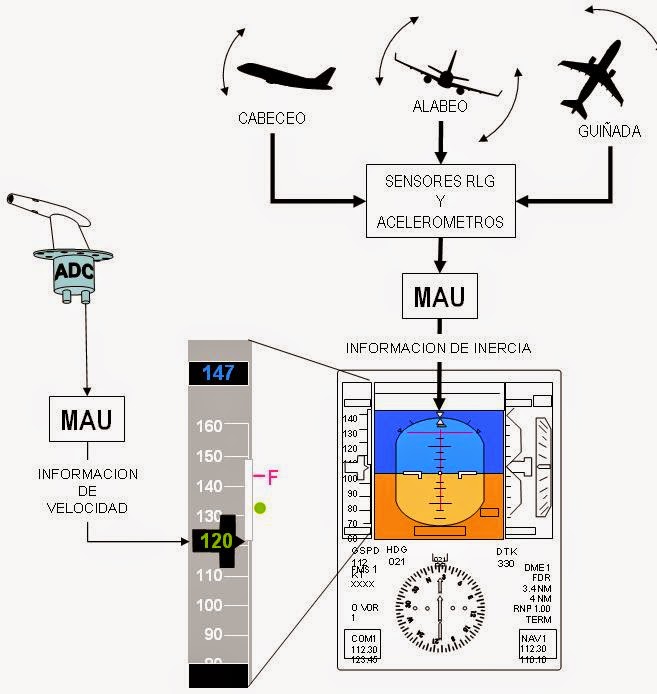 CABECEO
ALABEO
GUIÑADA
SENSORES RLG
Y
ACELEROMETROS
ADC
MAU
MAU
INFORMACION DE INERCIA
INFORMACION
DE
VELOCIDAD
147
160
150
140
130
120
110
100
90
80
F
140
130
120
110
100
90
80
70
60
GSPD
112
KT
FMS 1
XXXX
HDG
021
DTK
330
DME1
FDR
3.4 NM
4 NM
RNP 1.00
TERM
O VOR
1
COM1
112.30
123.45
NAV1
112.30
110.10